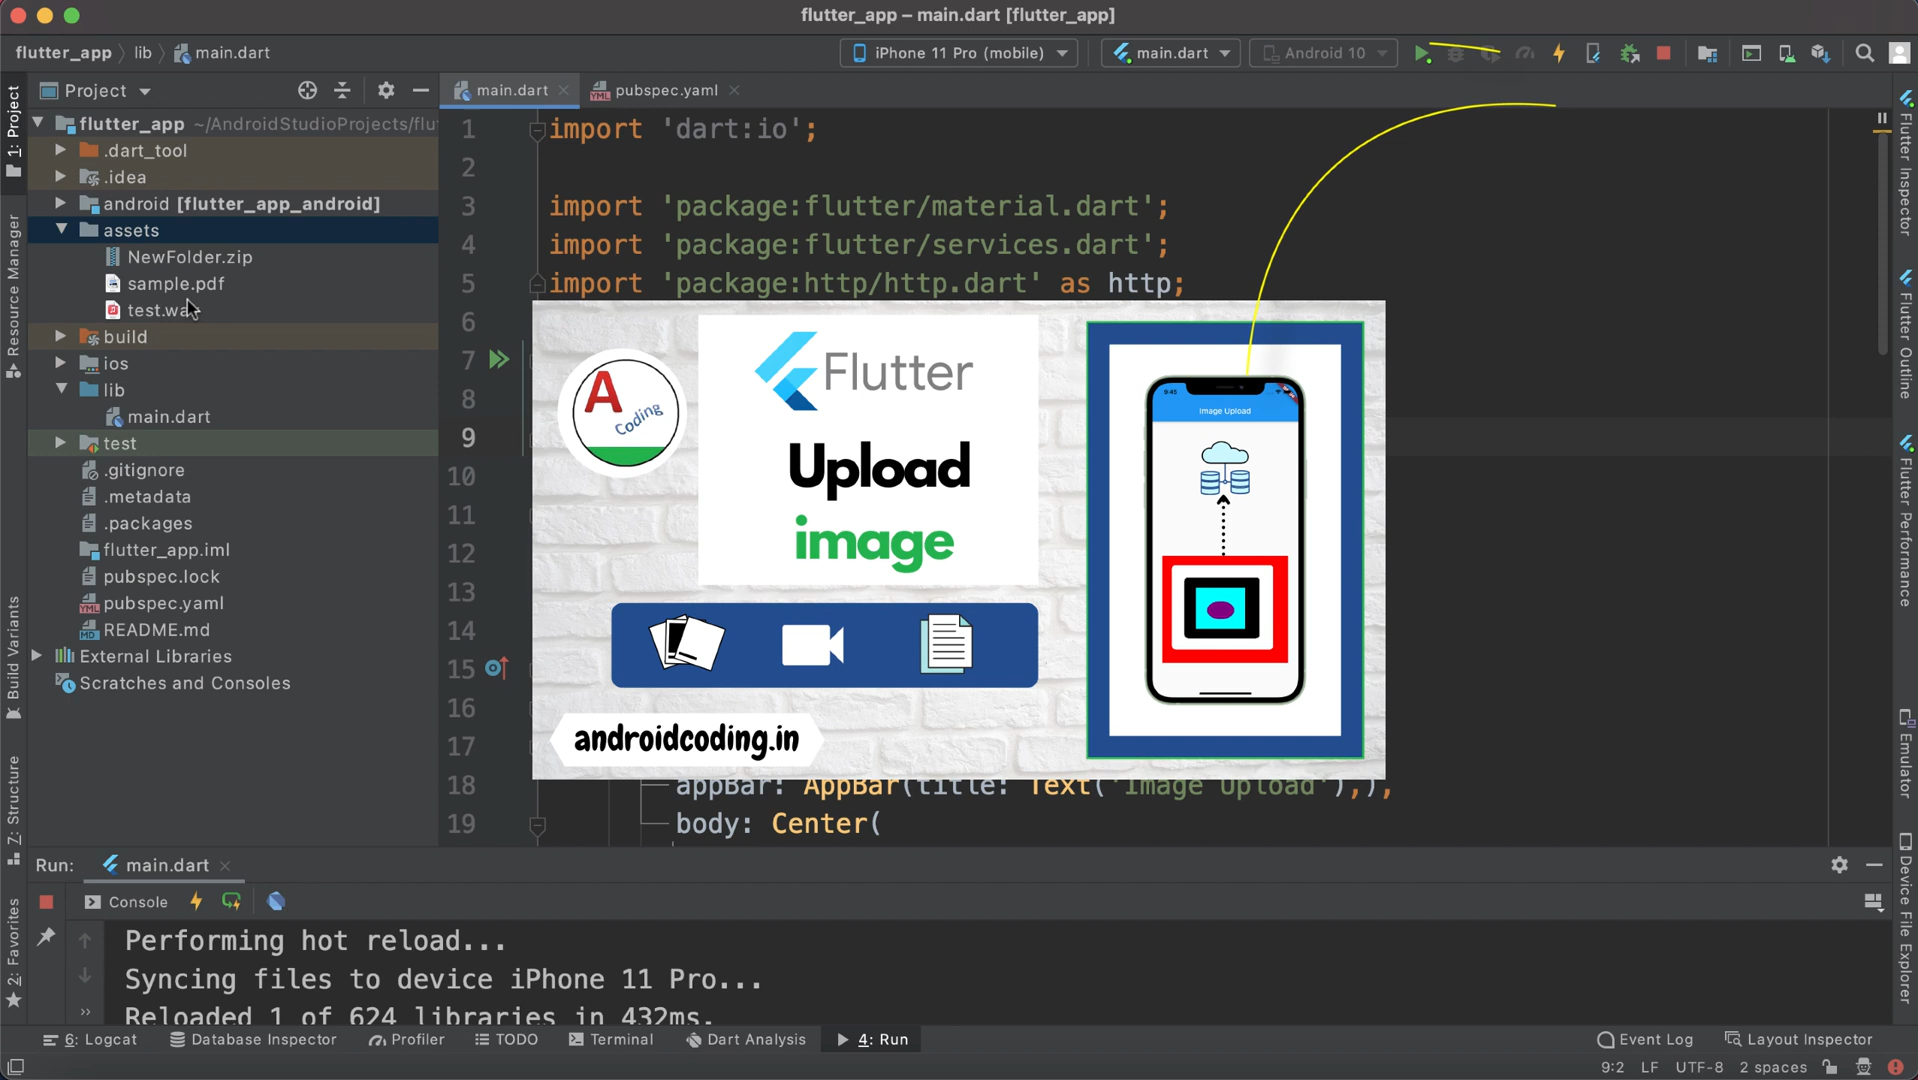 flutter_app – main.dart [flutter_app]
flutter_app lib main.dart
iPhone 11 Pro (mobile) main.dart Android 10
Project
main.dart pubspec.yaml
flutter_app ~/AndroidStudioProjects/flu
.dart_tool
.idea
android [flutter_app_android]
assets
NewFolder.zip
sample.pdf
build
ios
lib
main.dart
test
.gitignore
.metadata
.packages
flutter_app.iml
pubspec.lock
pubspec.yaml
README.md
External Libraries
Scratches and Consoles
1: Project
Resource Manager
Build Variants
Z: Structure
2: Favorites
1 import 'dart:io';
2
3 import 'package:flutter/material.dart';
4 import 'package:flutter/services.dart';
5 import 'package:http/http.dart' as http;
6
7
8
9
10
11
12
13
14
15
16
17
18 appBar: AppBar(title: Text('Image Upload'),),
19 body: Center(
A
Coding
Flutter
Upload
image
androidcoding.in
9:45
Image Upload
Flutter Inspector
Flutter Outline
Flutter Performance
Emulator
Device File Explorer
Run: main.dart
Console
Performing hot reload...
Syncing files to device iPhone 11 Pro...
Reloaded 1 of 624 libraries in 432ms.
6: Logcat Database Inspector Profiler TODO Terminal Dart Analysis 4: Run Event Log Layout Inspector
9:2 LF UTF-8 2 spaces